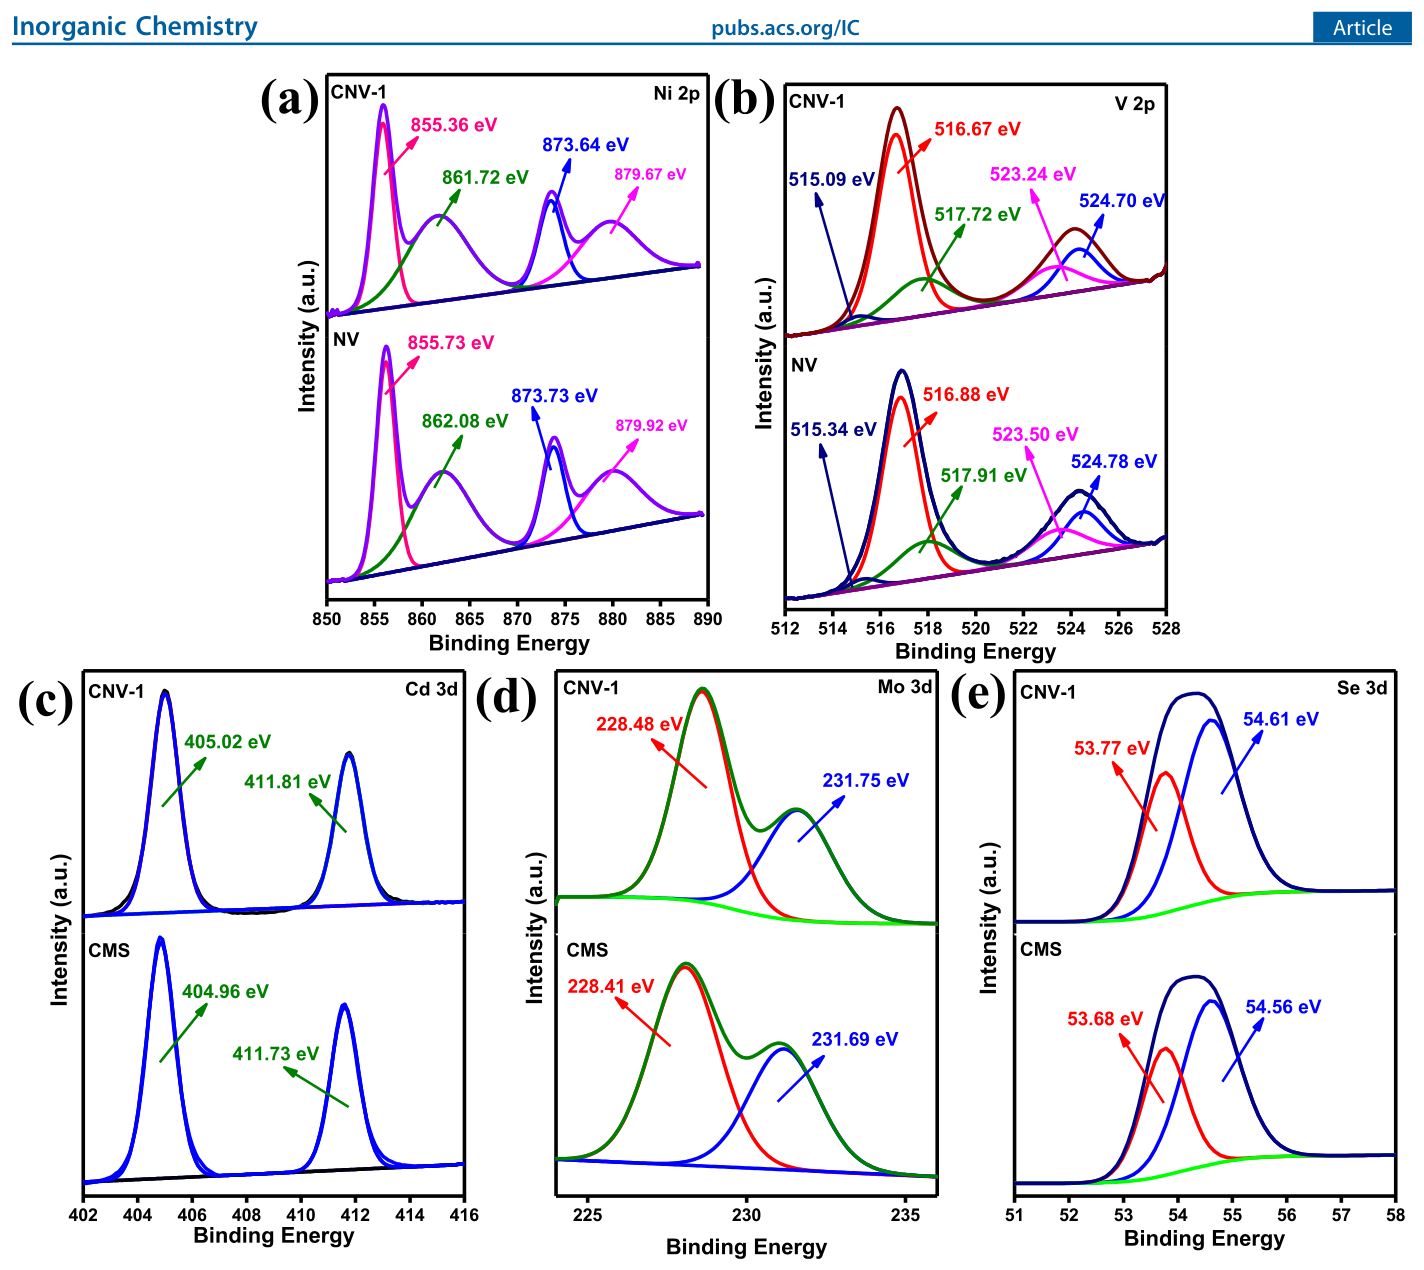 Inorganic Chemistry
pubs.acs.org/IC
Article
(a)
CNV-1
Ni 2p
855.36 eV
861.72 eV
873.64 eV
879.67 eV
NV
855.73 eV
862.08 eV
873.73 eV
879.92 eV
Intensity (a.u.)
850 855 860 865 870 875 880 885 890
Binding Energy
(b)
CNV-1
V 2p
516.67 eV
515.09 eV
517.72 eV
523.24 eV
524.70 eV
NV
516.88 eV
515.34 eV
517.91 eV
523.50 eV
524.78 eV
Intensity (a.u.)
512 514 516 518 520 522 524 526 528
Binding Energy
(c)
CNV-1
Cd 3d
405.02 eV
411.81 eV
CMS
404.96 eV
411.73 eV
Intensity (a.u.)
402 404 406 408 410 412 414 416
Binding Energy
(d)
CNV-1
Mo 3d
228.48 eV
231.75 eV
CMS
228.41 eV
231.69 eV
Intensity (a.u.)
225 230 235
Binding Energy
(e)
CNV-1
Se 3d
53.77 eV
54.61 eV
CMS
53.68 eV
54.56 eV
Intensity (a.u.)
51 52 53 54 55 56 57 58
Binding Energy